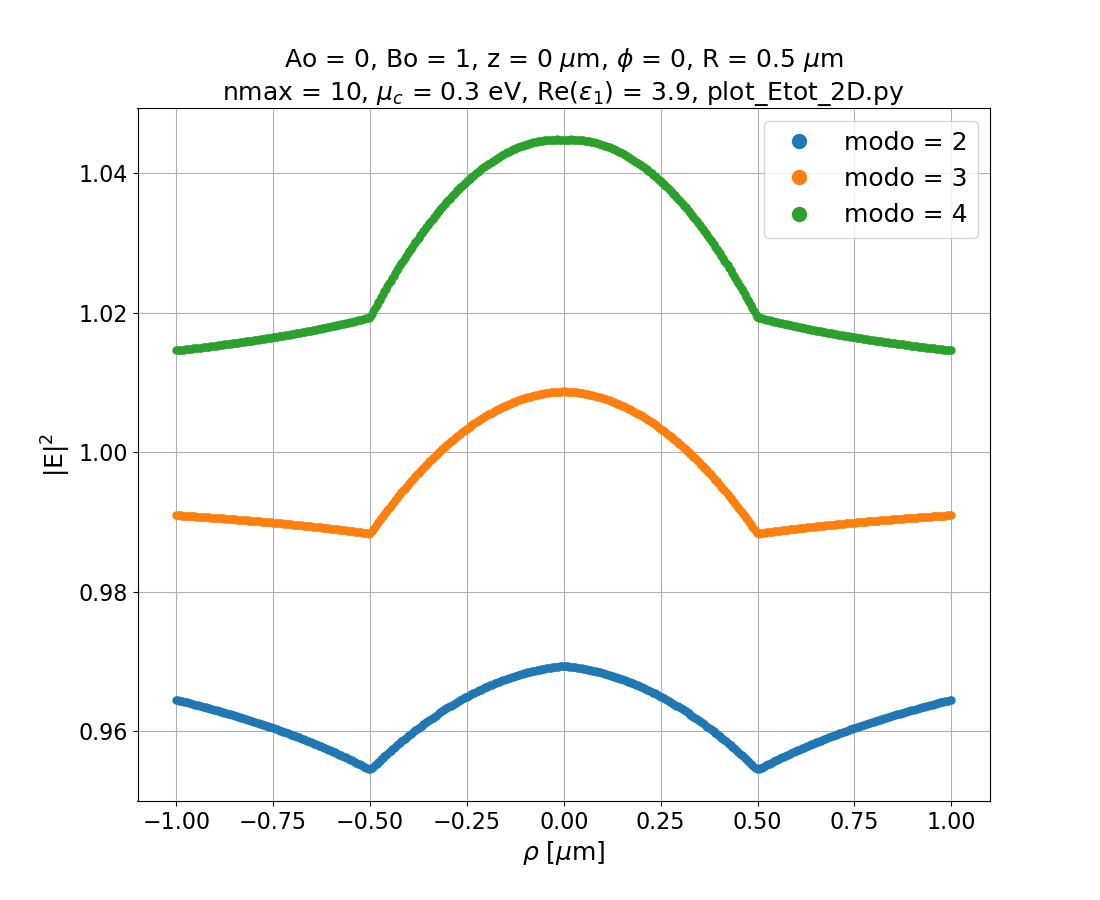 Ao = 0, Bo = 1, z = 0 μm, ϕ = 0, R = 0.5 μm
nmax = 10, μc = 0.3 eV, Re(ε1) = 3.9, plot_Etot_2D.py
modo = 2
modo = 3
modo = 4
1.04
1.02
1.00
0.98
0.96
|E|²
−1.00 −0.75 −0.50 −0.25 0.00 0.25 0.50 0.75 1.00
ρ [μm]